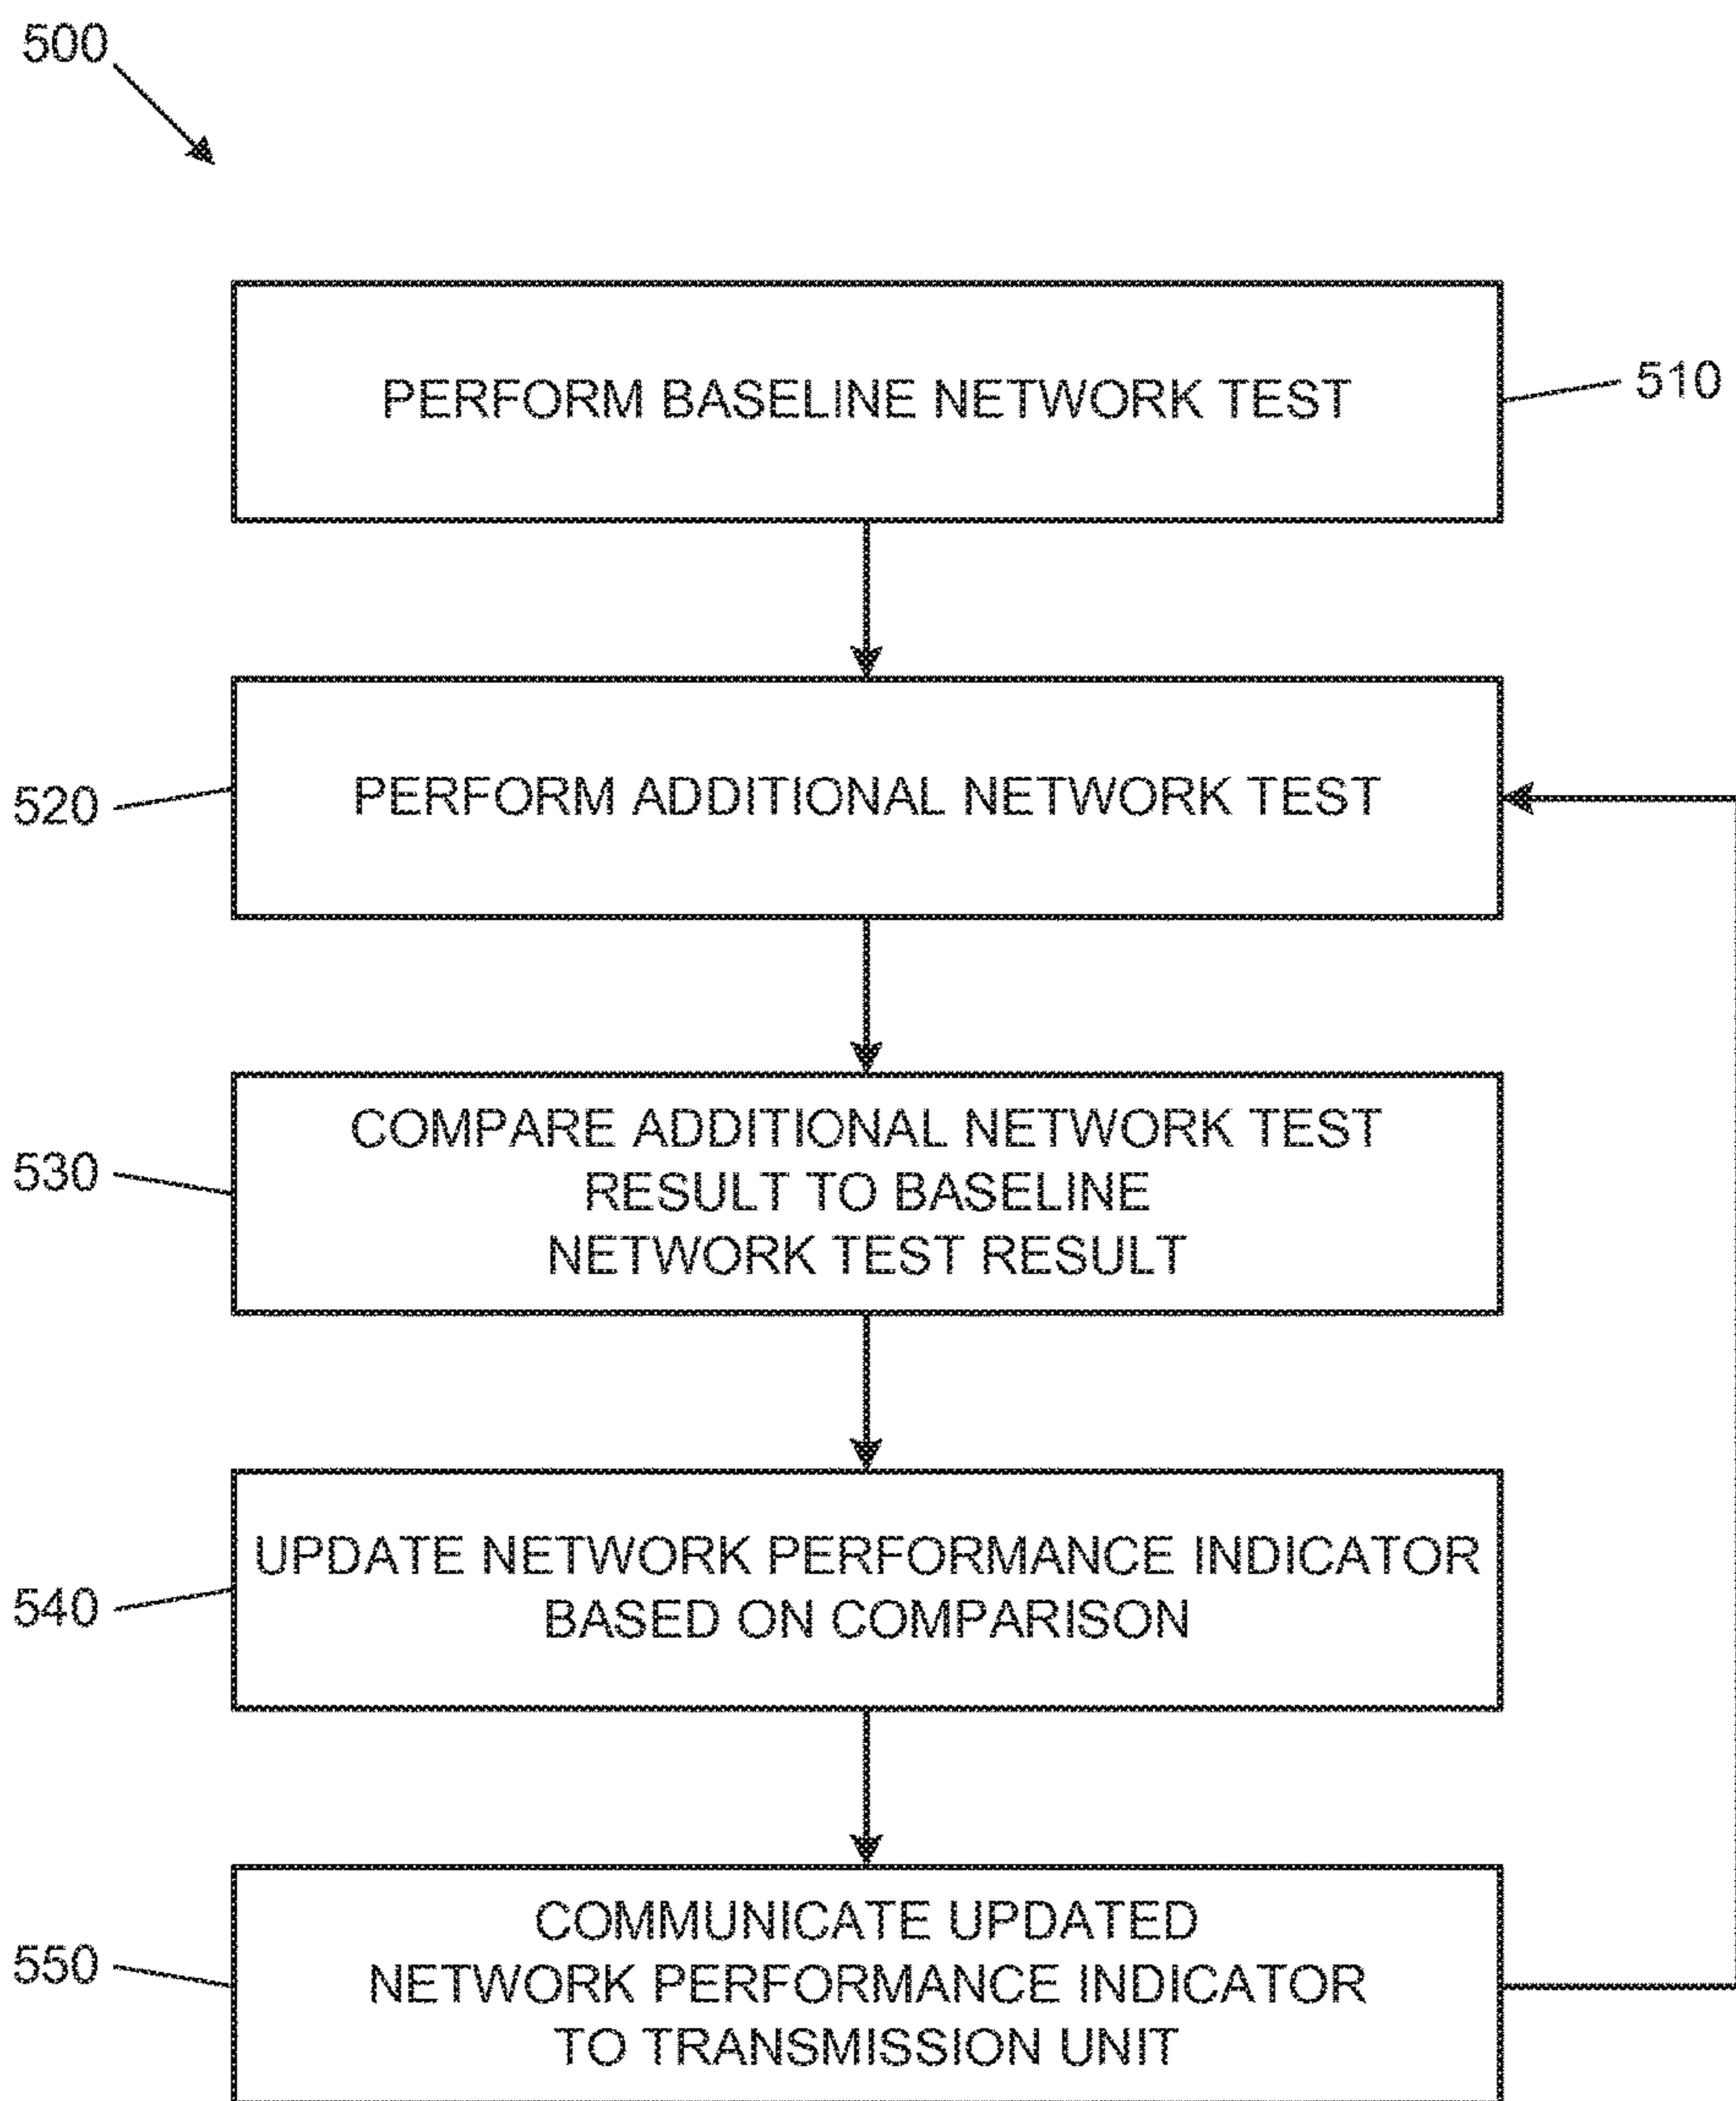 500
PERFORM BASELINE NETWORK TEST
510
520
PERFORM ADDITIONAL NETWORK TEST
530
COMPARE ADDITIONAL NETWORK TEST
RESULT TO BASELINE
NETWORK TEST RESULT
540
UPDATE NETWORK PERFORMANCE INDICATOR
BASED ON COMPARISON
550
COMMUNICATE UPDATED
NETWORK PERFORMANCE INDICATOR
TO TRANSMISSION UNIT